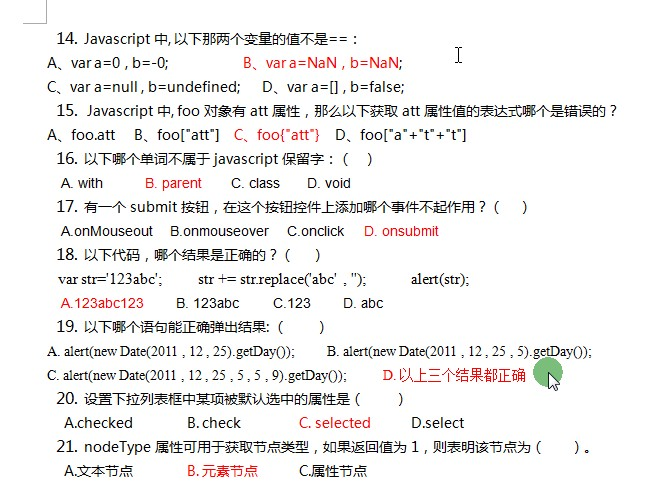 14. Javascript 中, 以下那两个变量的值不是==：
A、var a=0 , b=-0; B、var a=NaN , b=NaN;
C、var a=null , b=undefined; D、var a=[] , b=false;
15. Javascript 中, foo 对象有 att 属性，那么以下获取 att 属性值的表达式哪个是错误的？
A、foo.att B、foo["att"] C、foo{"att"} D、foo["a"+"t"+"t"]
16. 以下哪个单词不属于 javascript 保留字：( )
A. with B. parent C. class D. void
17. 有一个 submit 按钮，在这个按钮控件上添加哪个事件不起作用？( )
A.onMouseout B.onmouseover C.onclick D. onsubmit
18. 以下代码，哪个结果是正确的？( )
var str='123abc'; str += str.replace('abc' , ''); alert(str);
A.123abc123 B. 123abc C.123 D. abc
19. 以下哪个语句能正确弹出结果:（ ）
A. alert(new Date(2011 , 12 , 25).getDay()); B. alert(new Date(2011 , 12 , 25 , 5).getDay());
C. alert(new Date(2011 , 12 , 25 , 5 , 5 , 9).getDay()); D. 以上三个结果都正确
20. 设置下拉列表框中某项被默认选中的属性是（ ）
A.checked B. check C. selected D.select
21. nodeType 属性可用于获取节点类型，如果返回值为 1，则表明该节点为（ ）。
A.文本节点 B. 元素节点 C.属性节点